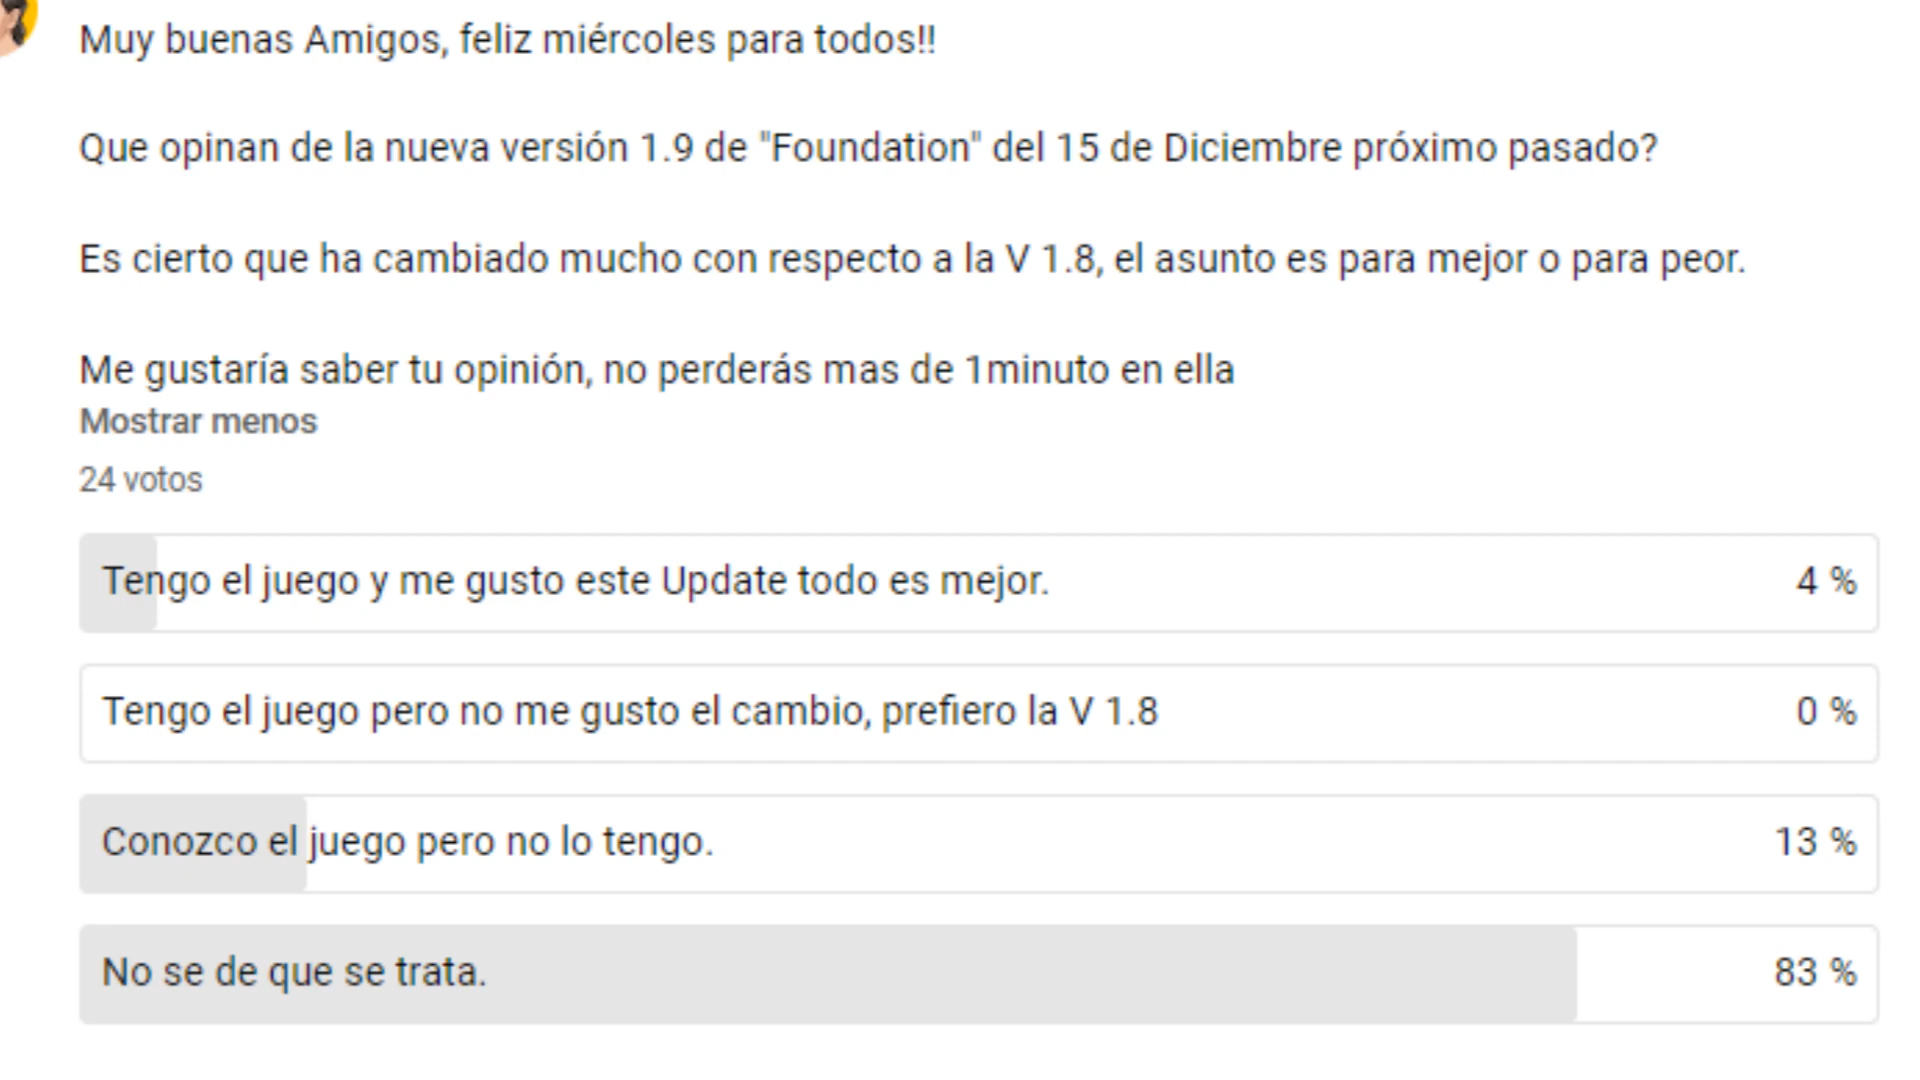 Muy buenas Amigos, feliz miércoles para todos!!
Que opinan de la nueva versión 1.9 de "Foundation" del 15 de Diciembre próximo pasado?
Es cierto que ha cambiado mucho con respecto a la V 1.8, el asunto es para mejor o para peor.
Me gustaría saber tu opinión, no perderás mas de 1minuto en ella
Mostrar menos
24 votos
Tengo el juego y me gusto este Update todo es mejor. 4 %
Tengo el juego pero no me gusto el cambio, prefiero la V 1.8 0 %
Conozco el juego pero no lo tengo. 13 %
No se de que se trata. 83 %